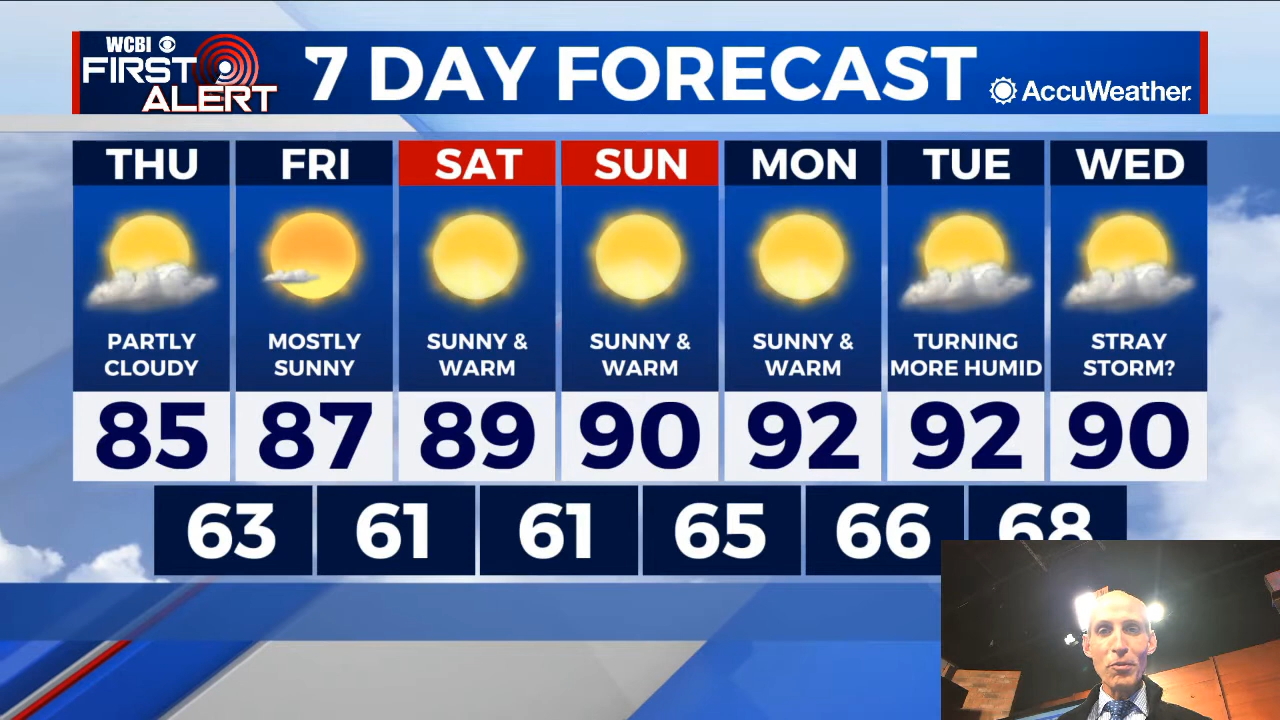 WCBI
FIRST
ALERT
7 DAY FORECAST
AccuWeather
THU FRI SAT SUN MON TUE WED
PARTLY CLOUDY
MOSTLY SUNNY
SUNNY & WARM
SUNNY & WARM
SUNNY & WARM
TURNING MORE HUMID
STRAY STORM?
85 87 89 90 92 92 90
63 61 61 65 66 68